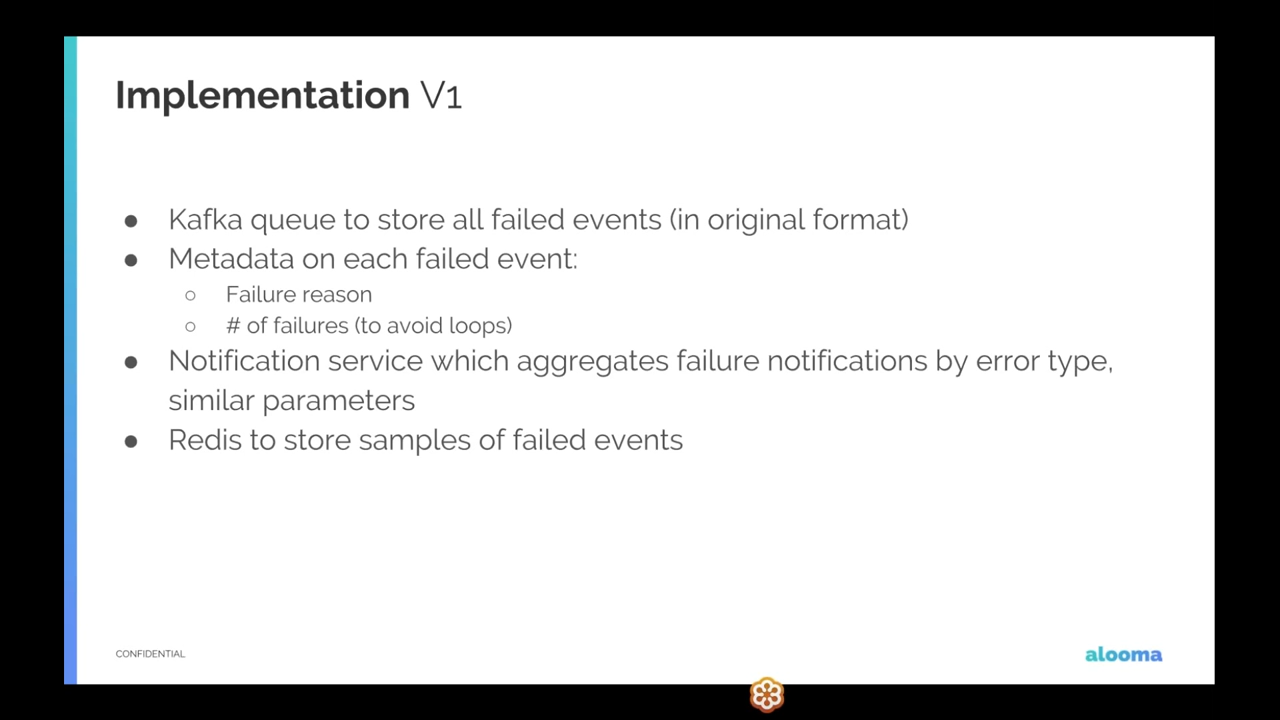 Implementation V1
● Kafka queue to store all failed events (in original format)
● Metadata on each failed event:
○ Failure reason
○ # of failures (to avoid loops)
● Notification service which aggregates failure notifications by error type,
similar parameters
● Redis to store samples of failed events
CONFIDENTIAL
alooma